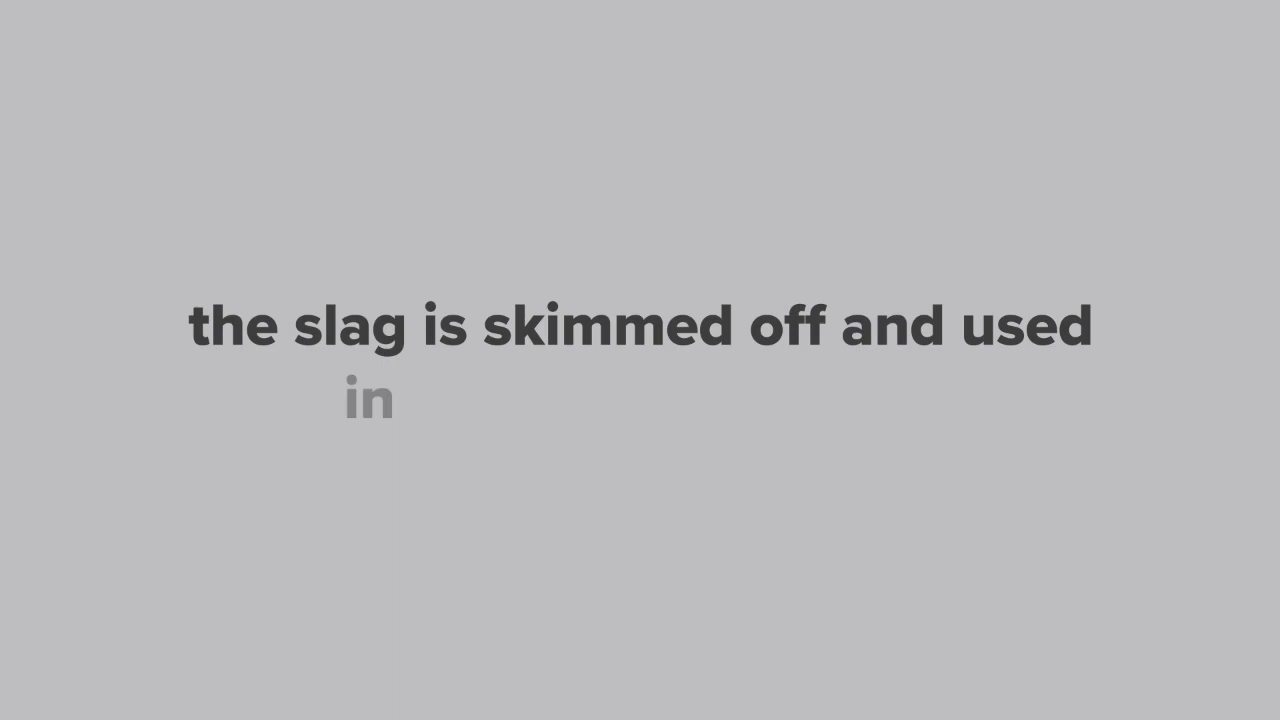 the slag is skimmed off and used
in